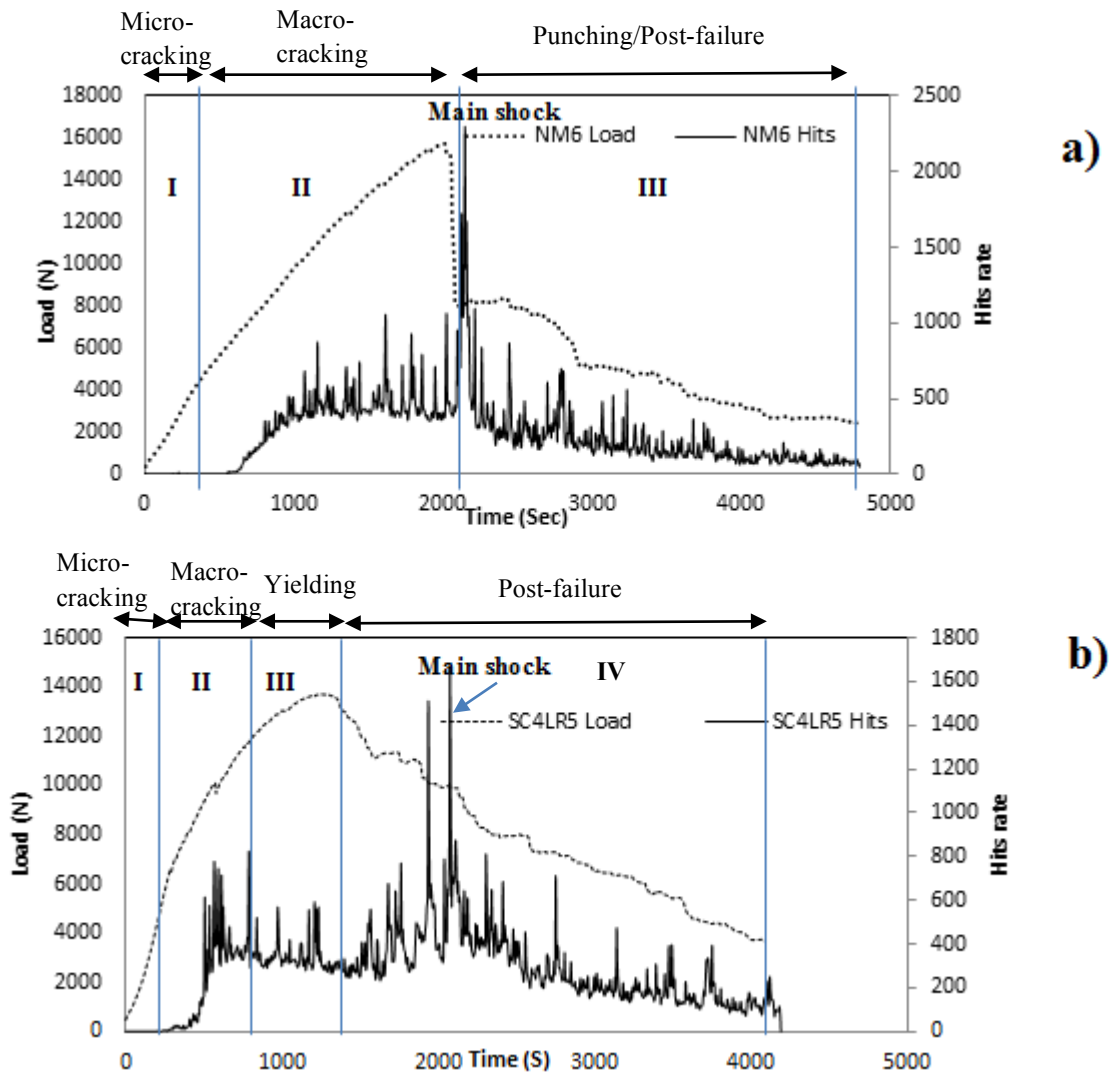 Micro-
cracking
Macro-
cracking
Punching/Post-failure
18000
16000
14000
12000
10000
8000
6000
4000
2000
0
Load (N)
2500
2000
1500
1000
500
0
Hits rate
Main shock
NM6 Load
NM6 Hits
I
II
III
a)
0
1000
2000
3000
4000
5000
Time (Sec)
Micro-
cracking
Macro-
cracking
Yielding
Post-failure
16000
14000
12000
10000
8000
6000
4000
2000
0
Load (N)
1800
1600
1400
1200
1000
800
600
400
200
0
Hits rate
Main shock
SC4LR5 Load
SC4LR5 Hits
I
II
III
IV
b)
0
1000
2000
3000
4000
5000
Time (S)